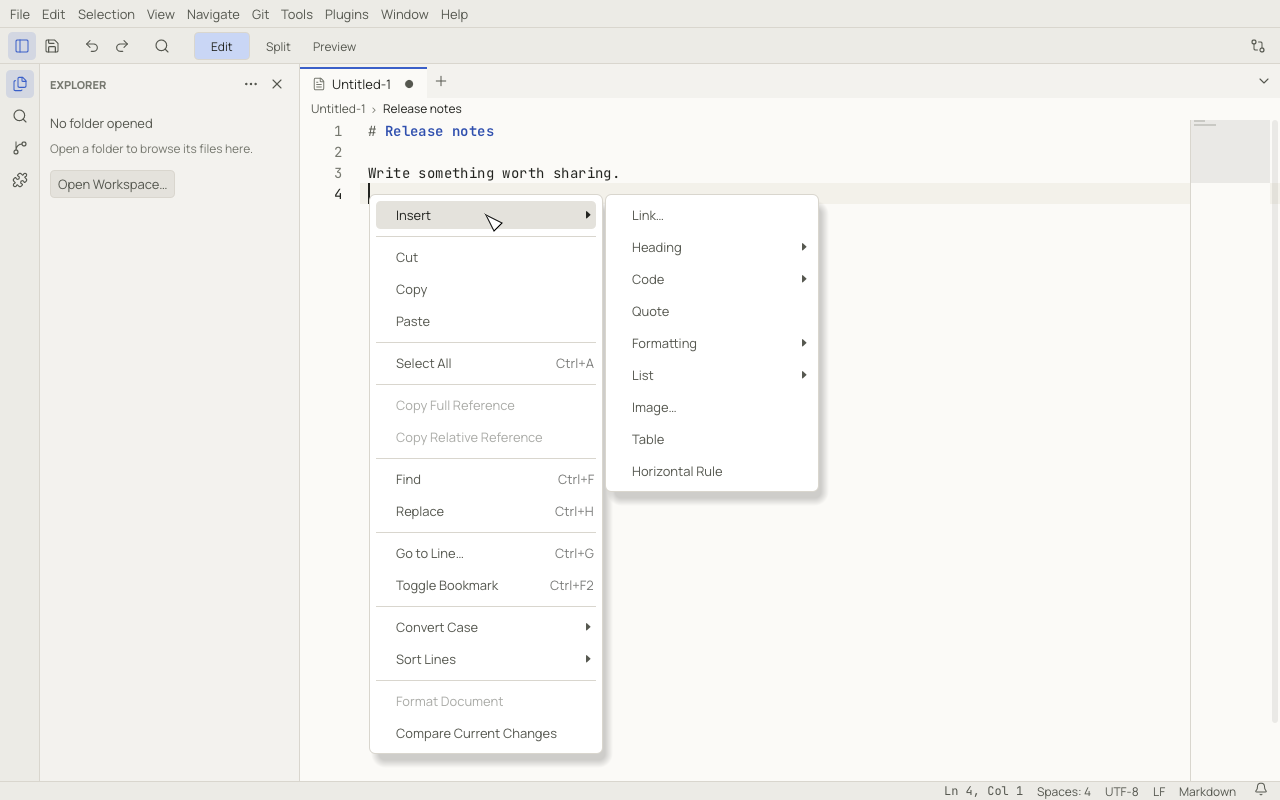 File Edit Selection View Navigate Git Tools Plugins Window Help
Edit Split Preview
EXPLORER
No folder opened
Open a folder to browse its files here.
Open Workspace...
Untitled-1
Untitled-1 › Release notes
1 # Release notes
2
3 Write something worth sharing.
4
Insert
Cut
Copy
Paste
Select All Ctrl+A
Copy Full Reference
Copy Relative Reference
Find Ctrl+F
Replace Ctrl+H
Go to Line... Ctrl+G
Toggle Bookmark Ctrl+F2
Convert Case
Sort Lines
Format Document
Compare Current Changes
Link...
Heading
Code
Quote
Formatting
List
Image...
Table
Horizontal Rule
Ln 4, Col 1 Spaces: 4 UTF-8 LF Markdown